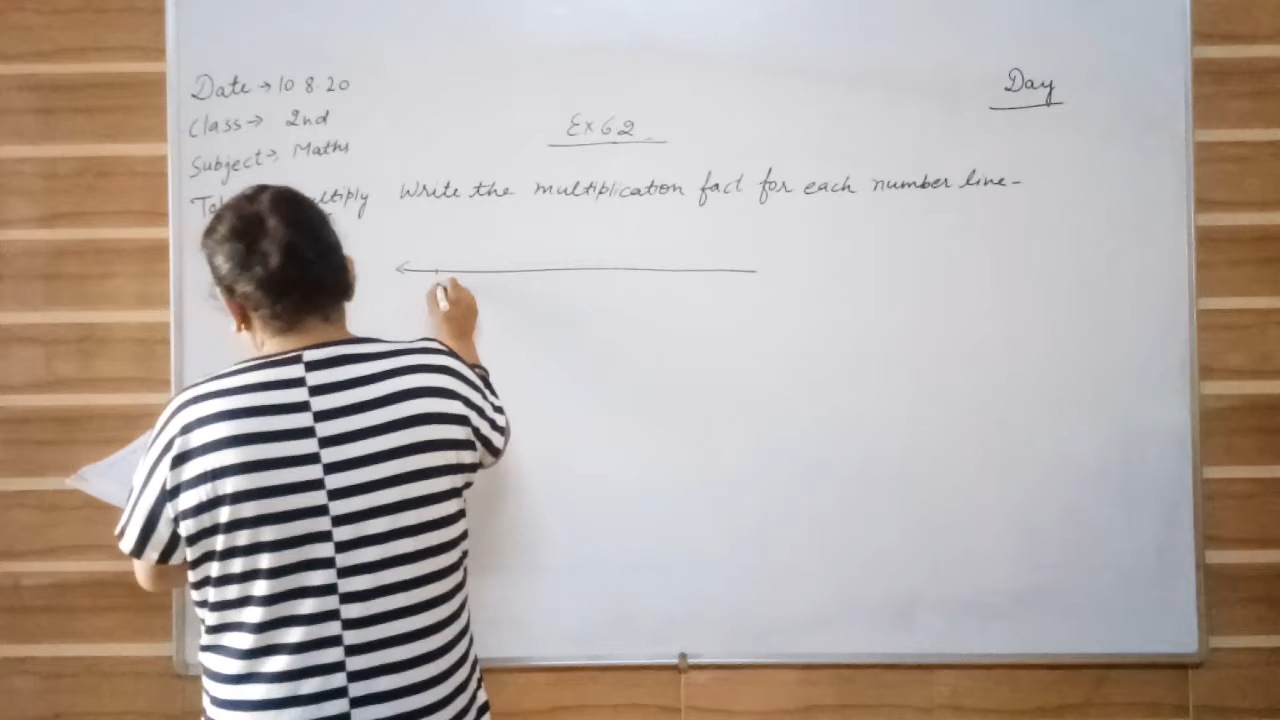 Date → 10 8.20
Day
Class → 2nd
Ex 6 2
Subject → Maths
Write the multiplication fact for each number line-